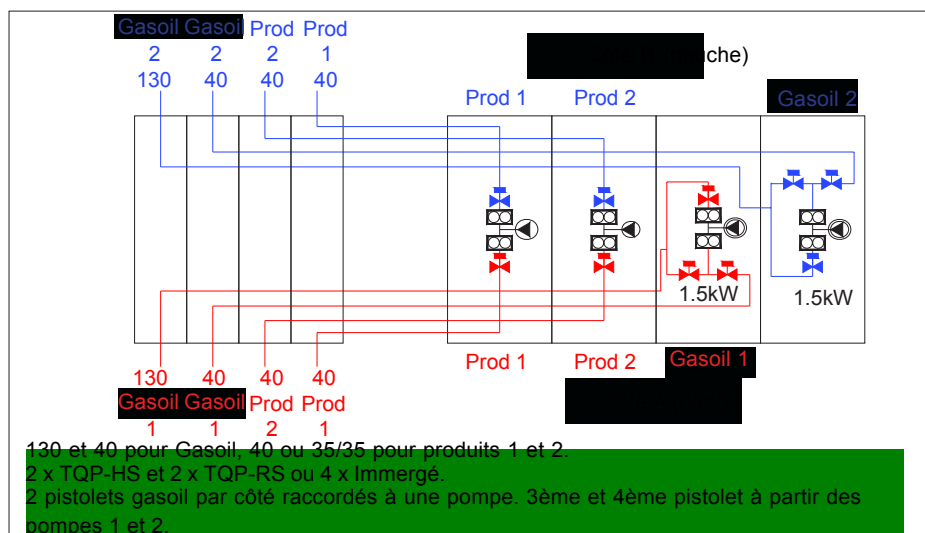 Gasoil Gasoil Prod Prod
2 2 2 1
130 40 40 40
uche)
Prod 1 Prod 2 Gasoil 2
1.5kW 1.5kW
Prod 1 Prod 2 Gasoil 1
130 40 40 40
Gasoil Gasoil Prod Prod
1 1 2 1
130 et 40 pour Gasoil, 40 ou 35/35 pour produits 1 et 2.
2 x TQP-HS et 2 x TQP-RS ou 4 x Immergé.
2 pistolets gasoil par côté raccordés à une pompe. 3ème et 4ème pistolet à partir des
pompes 1 et 2.